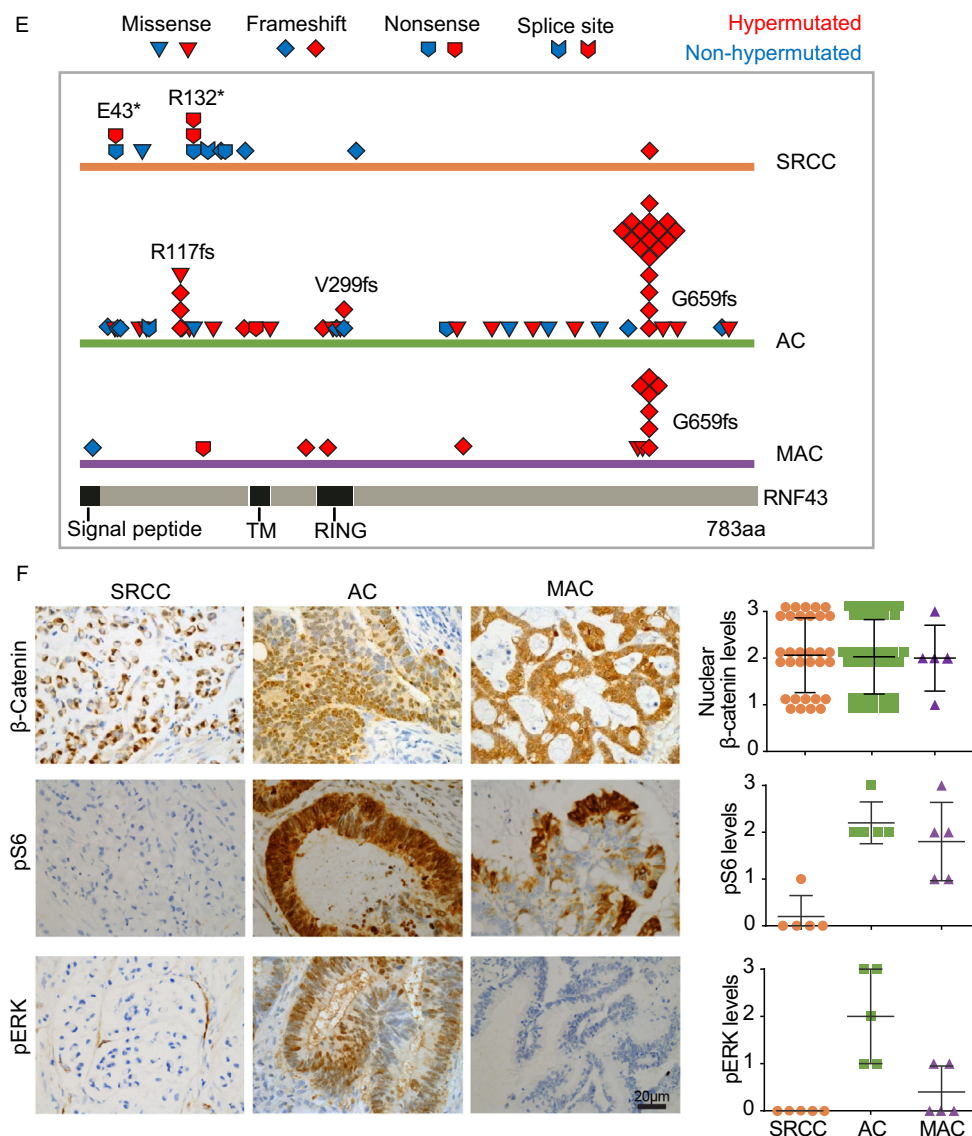 E
Missense Frameshift Nonsense Splice site Hypermutated
Non-hypermutated
E43* R132*
SRCC
R117fs
V299fs
G659fs
AC
G659fs
MAC
RNF43
Signal peptide TM RING 783aa
F
SRCC AC MAC
β-Catenin
Nuclear
β-catenin levels
3
2
1
0
pS6
pS6 levels
3
2
1
0
pERK
20µm
pERK levels
3
2
1
0
SRCC AC MAC